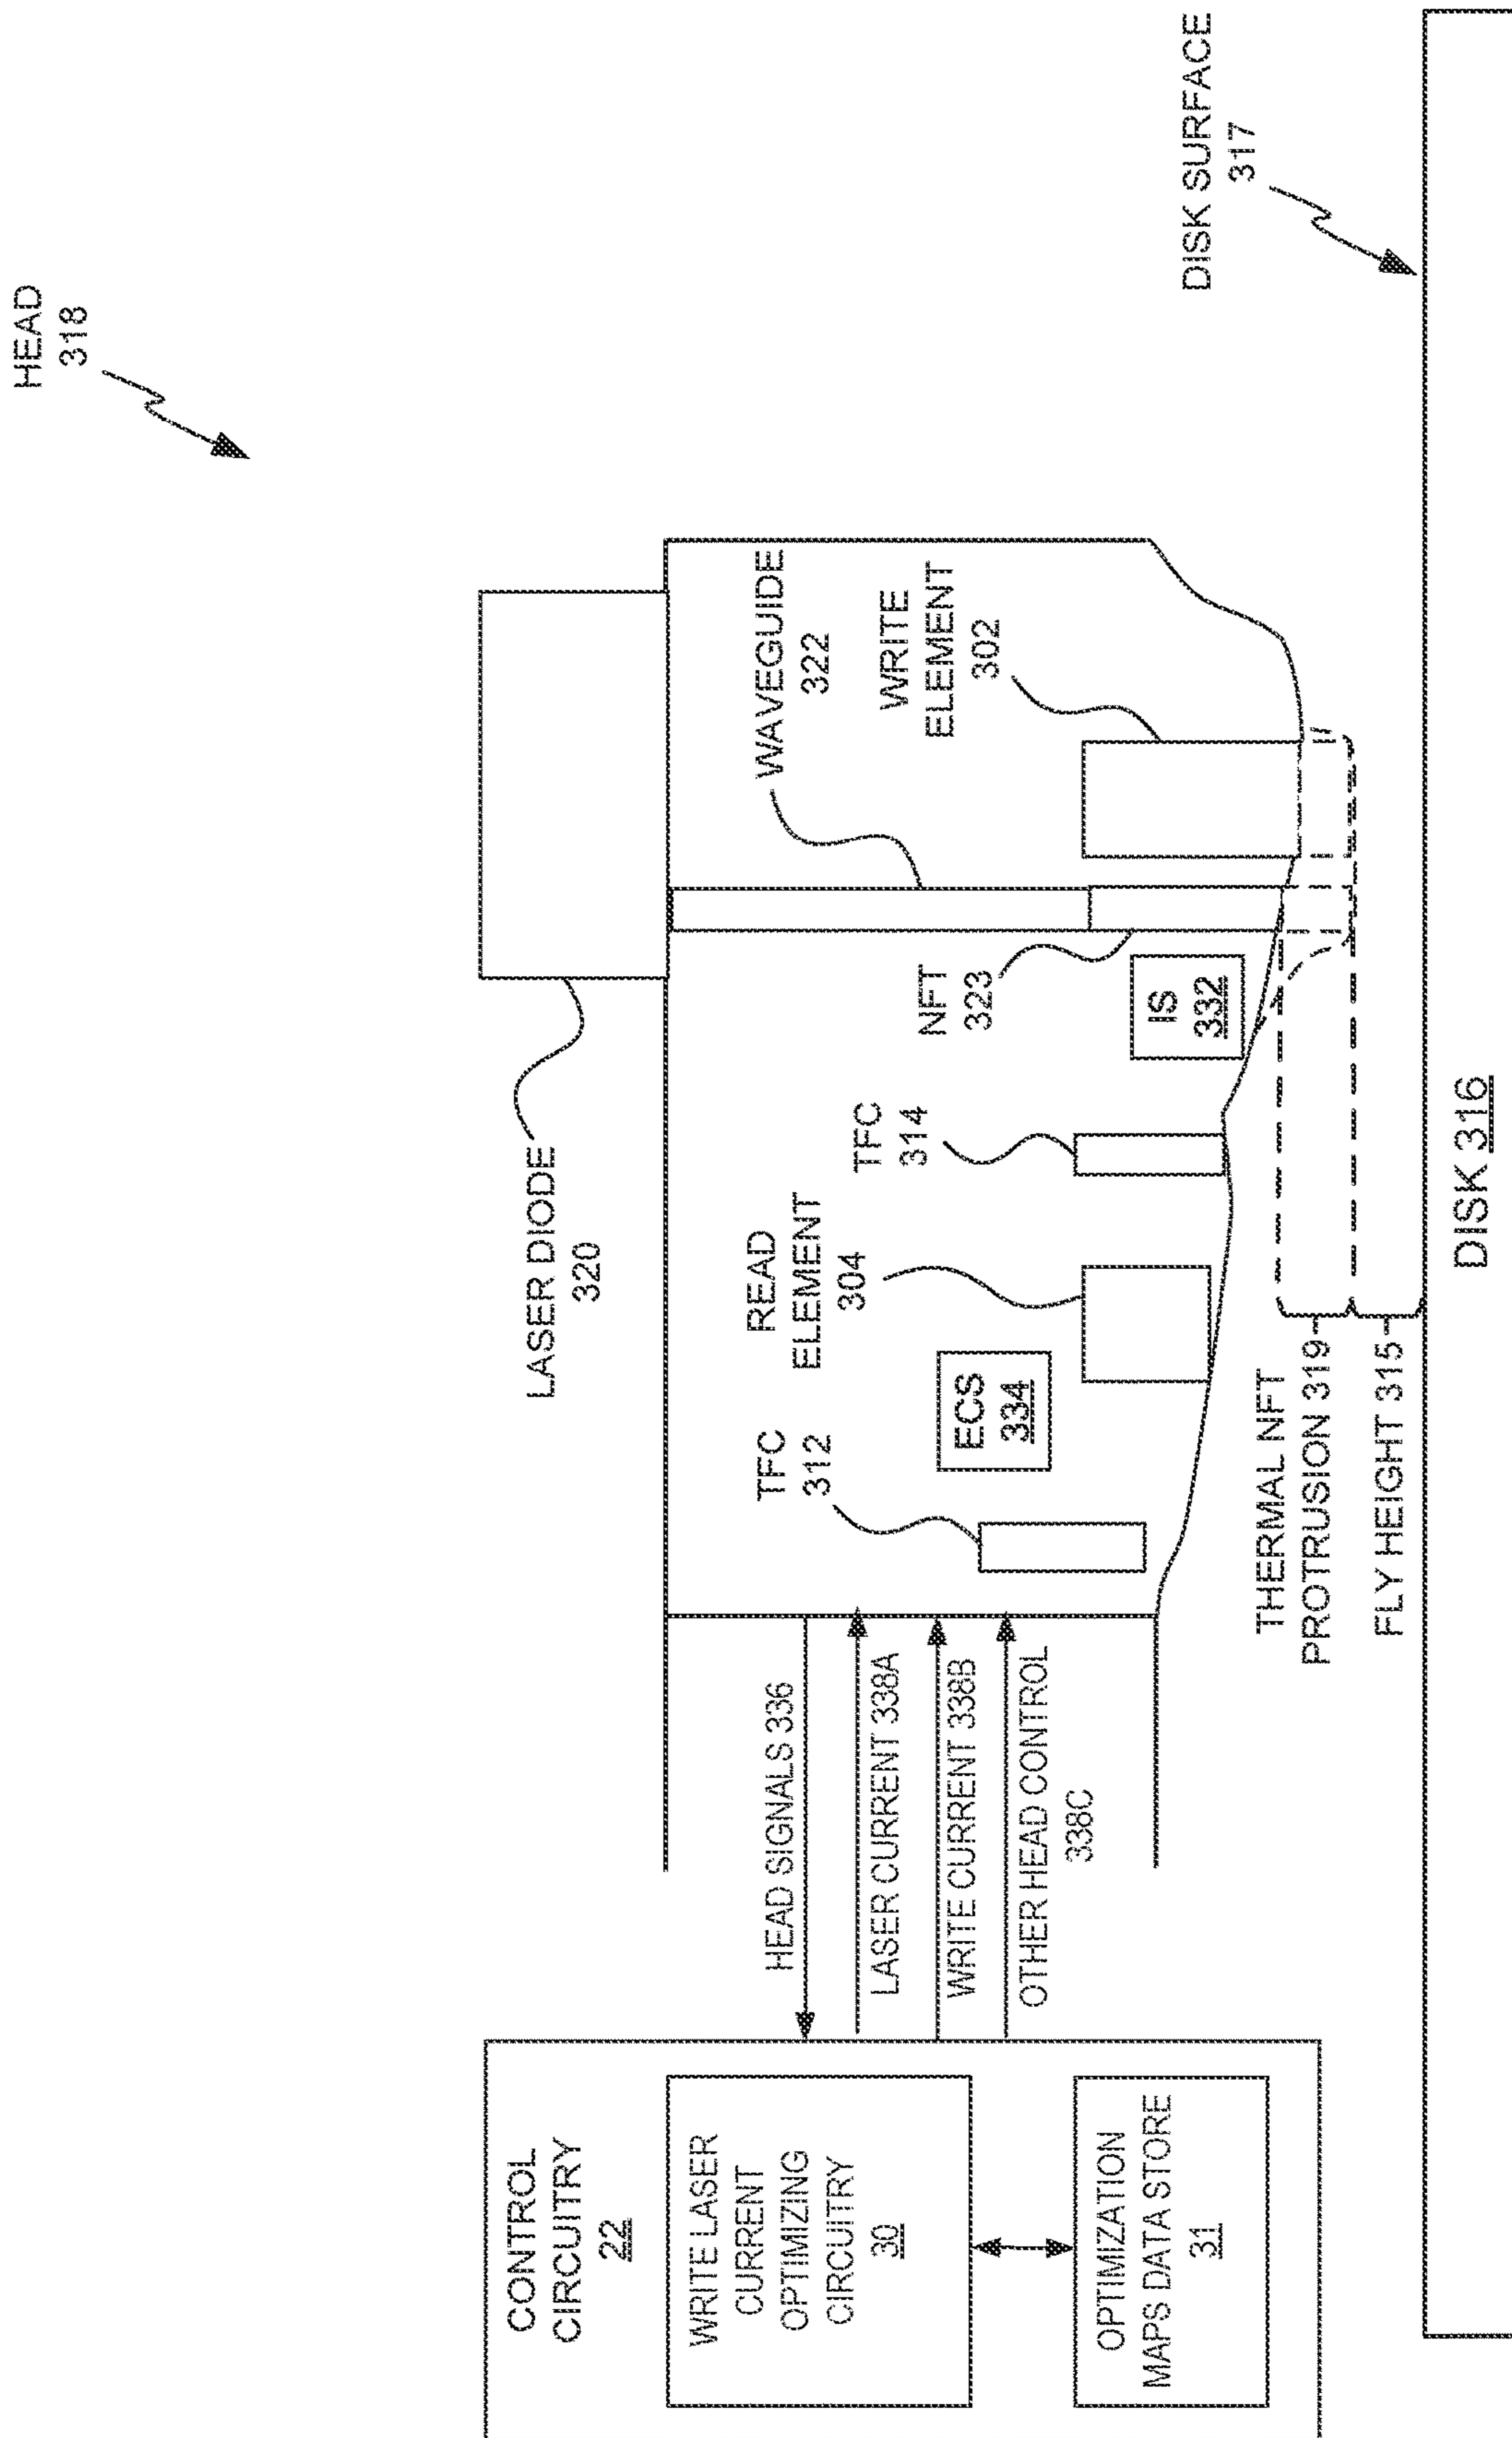 HEAD
318
DISK SURFACE
317
LASER DIODE
320
WAVEGUIDE
322
WRITE
ELEMENT
302
NFT
323
IS
332
TFC
314
READ
ELEMENT
304
ECS
334
TFC
312
THERMAL NFT
PROTRUSION 319
FLY HEIGHT 315
DISK 316
HEAD SIGNALS 336
LASER CURRENT 338A
WRITE CURRENT 338B
OTHER HEAD CONTROL
338C
CONTROL
CIRCUITRY
22
WRITE LASER
CURRENT
OPTIMIZING
CIRCUITRY
30
OPTIMIZATION
MAPS DATA STORE
31